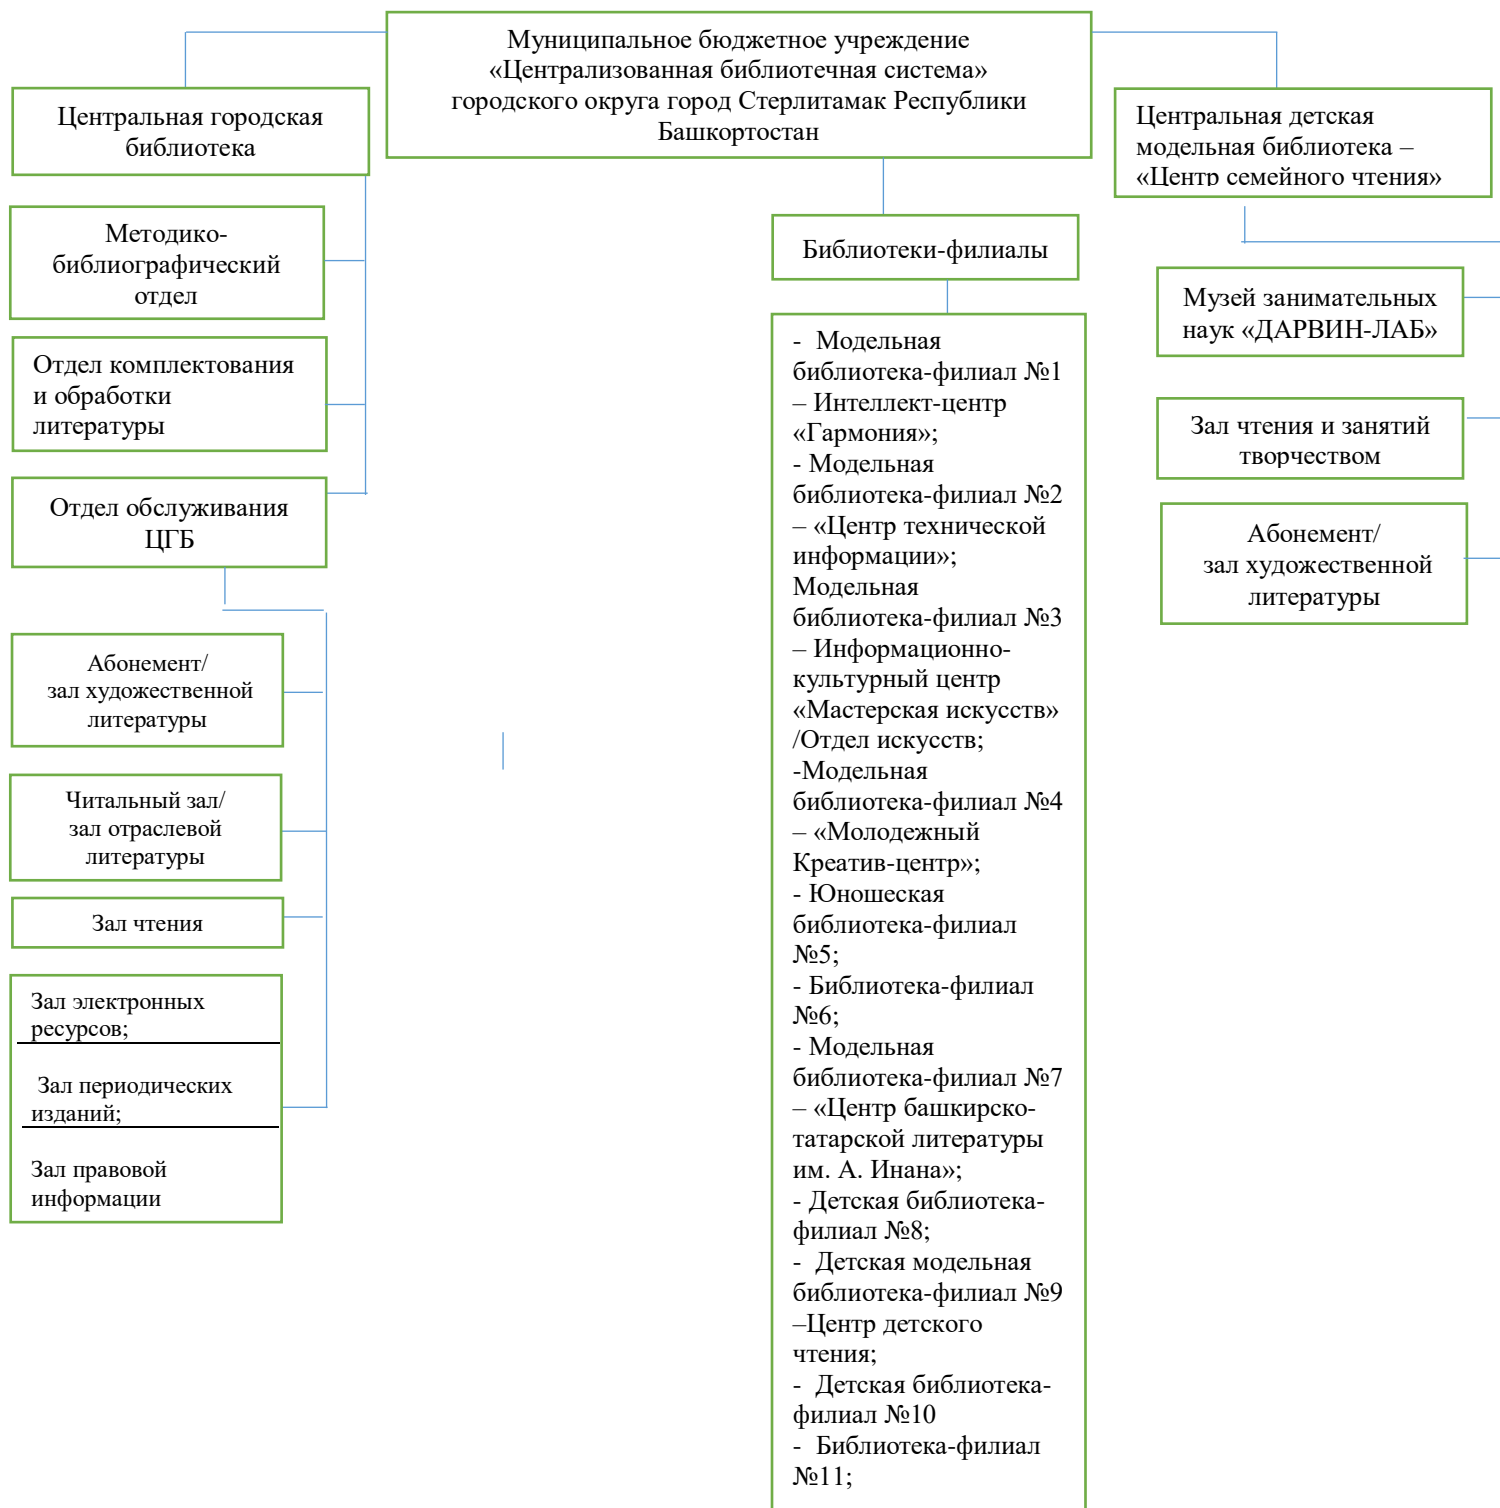 Муниципальное бюджетное учреждение
«Централизованная библиотечная система»
городского округа город Стерлитамак Республики
Башкортостан
Центральная городская
библиотека
Методико-
библиографический
отдел
Отдел комплектования
и обработки
литературы
Отдел обслуживания
ЦГБ
Абонемент/
зал художественной
литературы
Читальный зал/
зал отраслевой
литературы
Зал чтения
Зал электронных
ресурсов;
Зал периодических
изданий;
Зал правовой
информации
Библиотеки-филиалы
- Модельная
библиотека-филиал №1
– Интеллект-центр
«Гармония»;
- Модельная
библиотека-филиал №2
– «Центр технической
информации»;
Модельная
библиотека-филиал №3
– Информационно-
культурный центр
«Мастерская искусств»
/Отдел искусств;
-Модельная
библиотека-филиал №4
– «Молодежный
Креатив-центр»;
- Юношеская
библиотека-филиал
№5;
- Библиотека-филиал
№6;
- Модельная
библиотека-филиал №7
– «Центр башкирско-
татарской литературы
им. А. Инана»;
- Детская библиотека-
филиал №8;
- Детская модельная
библиотека-филиал №9
–Центр детского
чтения;
- Детская библиотека-
филиал №10
- Библиотека-филиал
№11;
Центральная детская
модельная библиотека –
«Центр семейного чтения»
Музей занимательных
наук «ДАРВИН-ЛАБ»
Зал чтения и занятий
творчеством
Абонемент/
зал художественной
литературы